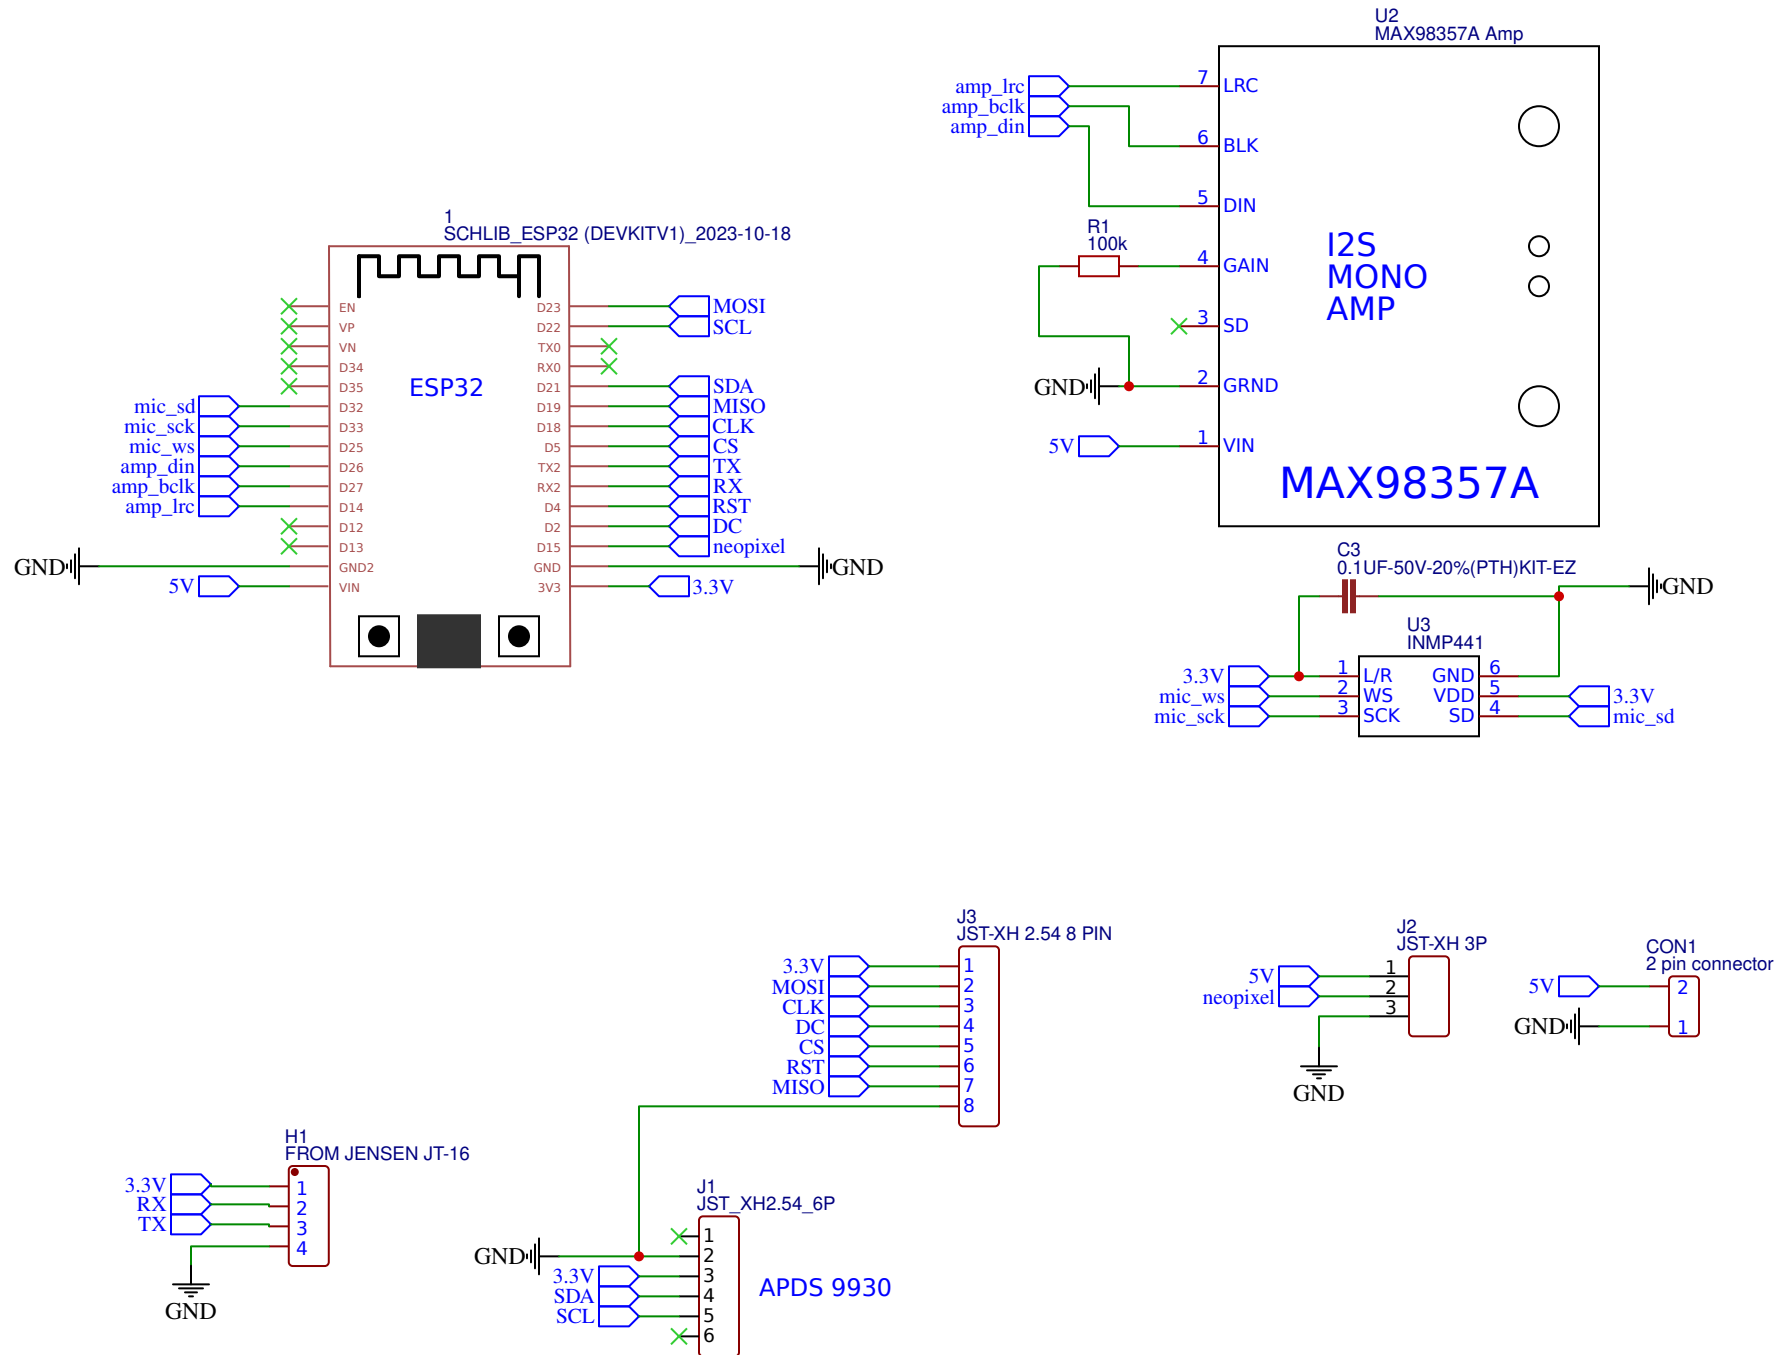 U2
MAX98357A Amp
amp_lrc
amp_bclk
amp_din
7
LRC
6
BLK
5
DIN
R1
100k
4
GAIN
3
SD
GND
2
GRND
5V
1
VIN
I2S
MONO
AMP
MAX98357A
1
SCHLIB_ESP32 (DEVKITV1)_2023-10-18
EN
VP
VN
D34
D35
D32
D33
D25
D26
D27
D14
D12
D13
GND2
VIN
ESP32
D23
D22
TX0
RX0
D21
D19
D18
D5
TX2
RX2
D4
D2
D15
GND
3V3
mic_sd
mic_sck
mic_ws
amp_din
amp_bclk
amp_lrc
GND
5V
MOSI
SCL
SDA
MISO
CLK
CS
TX
RX
RST
DC
neopixel
GND
3.3V
C3
0.1UF-50V-20%(PTH)KIT-EZ
GND
U3
INMP441
3.3V
mic_ws
mic_sck
1
2
3
L/R
WS
SCK
GND
VDD
SD
6
5
4
3.3V
mic_sd
J3
JST-XH 2.54 8 PIN
3.3V
MOSI
CLK
DC
CS
RST
MISO
1
2
3
4
5
6
7
8
J2
JST-XH 3P
5V
neopixel
1
2
3
GND
CON1
2 pin connector
5V
GND
2
1
H1
FROM JENSEN JT-16
3.3V
RX
TX
1
2
3
4
GND
J1
JST_XH2.54_6P
GND
3.3V
SDA
SCL
1
2
3
4
5
6
APDS 9930